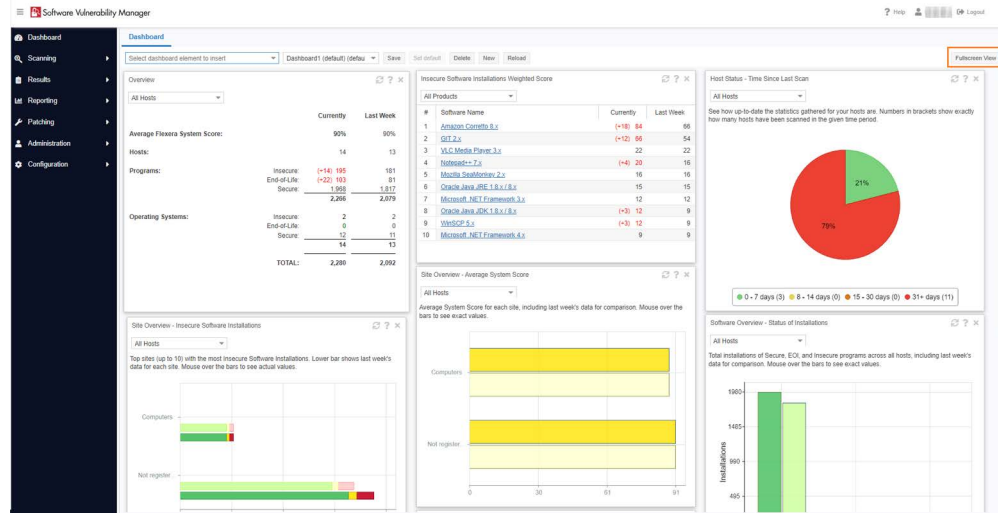 Software Vulnerability Manager
Help
Logout
Dashboard
Scanning
Results
Reporting
Patching
Administration
Configuration
Dashboard
Select dashboard element to insert
Dashboard1 (default) (defau
Save
Set default
Delete
New
Reload
Fullscreen View
Overview
All Hosts
Currently Last Week
Average Flexera System Score: 90% 90%
Hosts: 14 13
Programs: Insecure: (+14) 195 181
End-of-Life: (+22) 103 81
Secure: 1,968 1,817
2,266 2,079
Operating Systems: Insecure: 2 2
End-of-Life: 0 0
Secure: 12 11
14 13
TOTAL: 2,280 2,092
Insecure Software Installations Weighted Score
All Products
# Software Name Currently Last Week
1 Amazon Corretto 8.x (+18) 84 66
2 GIT 2.x (+12) 66 54
3 VLC Media Player 3.x 22 22
4 Notepad++ 7.x (+4) 20 16
5 Mozilla SeaMonkey 2.x 16 16
6 Oracle Java JRE 1.8.x / 8.x 15 15
7 Microsoft .NET Framework 3.x 12 12
8 Oracle Java JDK 1.8.x / 8.x (+3) 12 9
9 WinSCP 5.x (+3) 12 9
10 Microsoft .NET Framework 4.x 9 9
Host Status - Time Since Last Scan
All Hosts
See how up-to-date the statistics gathered for your hosts are. Numbers in brackets show exactly
how many hosts have been scanned in the given time period.
21%
79%
0 - 7 days (3) 8 - 14 days (0) 15 - 30 days (0) 31+ days (11)
Site Overview - Insecure Software Installations
All Hosts
Top sites (up to 10) with the most Insecure Software Installations. Lower bar shows last week's
data for each site. Mouse over the bars to see actual values.
Computers
Not register
Site Overview - Average System Score
All Hosts
Average System Score for each site, including last week's data for comparison. Mouse over the
bars to see exact values.
Computers
Not register
0 30 61 91
Software Overview - Status of Installations
All Hosts
Total installations of Secure, EOl, and Insecure programs across all hosts, including last week's
data for comparison. Mouse over the bars to see exact values.
Installations
1980
1485
990
495